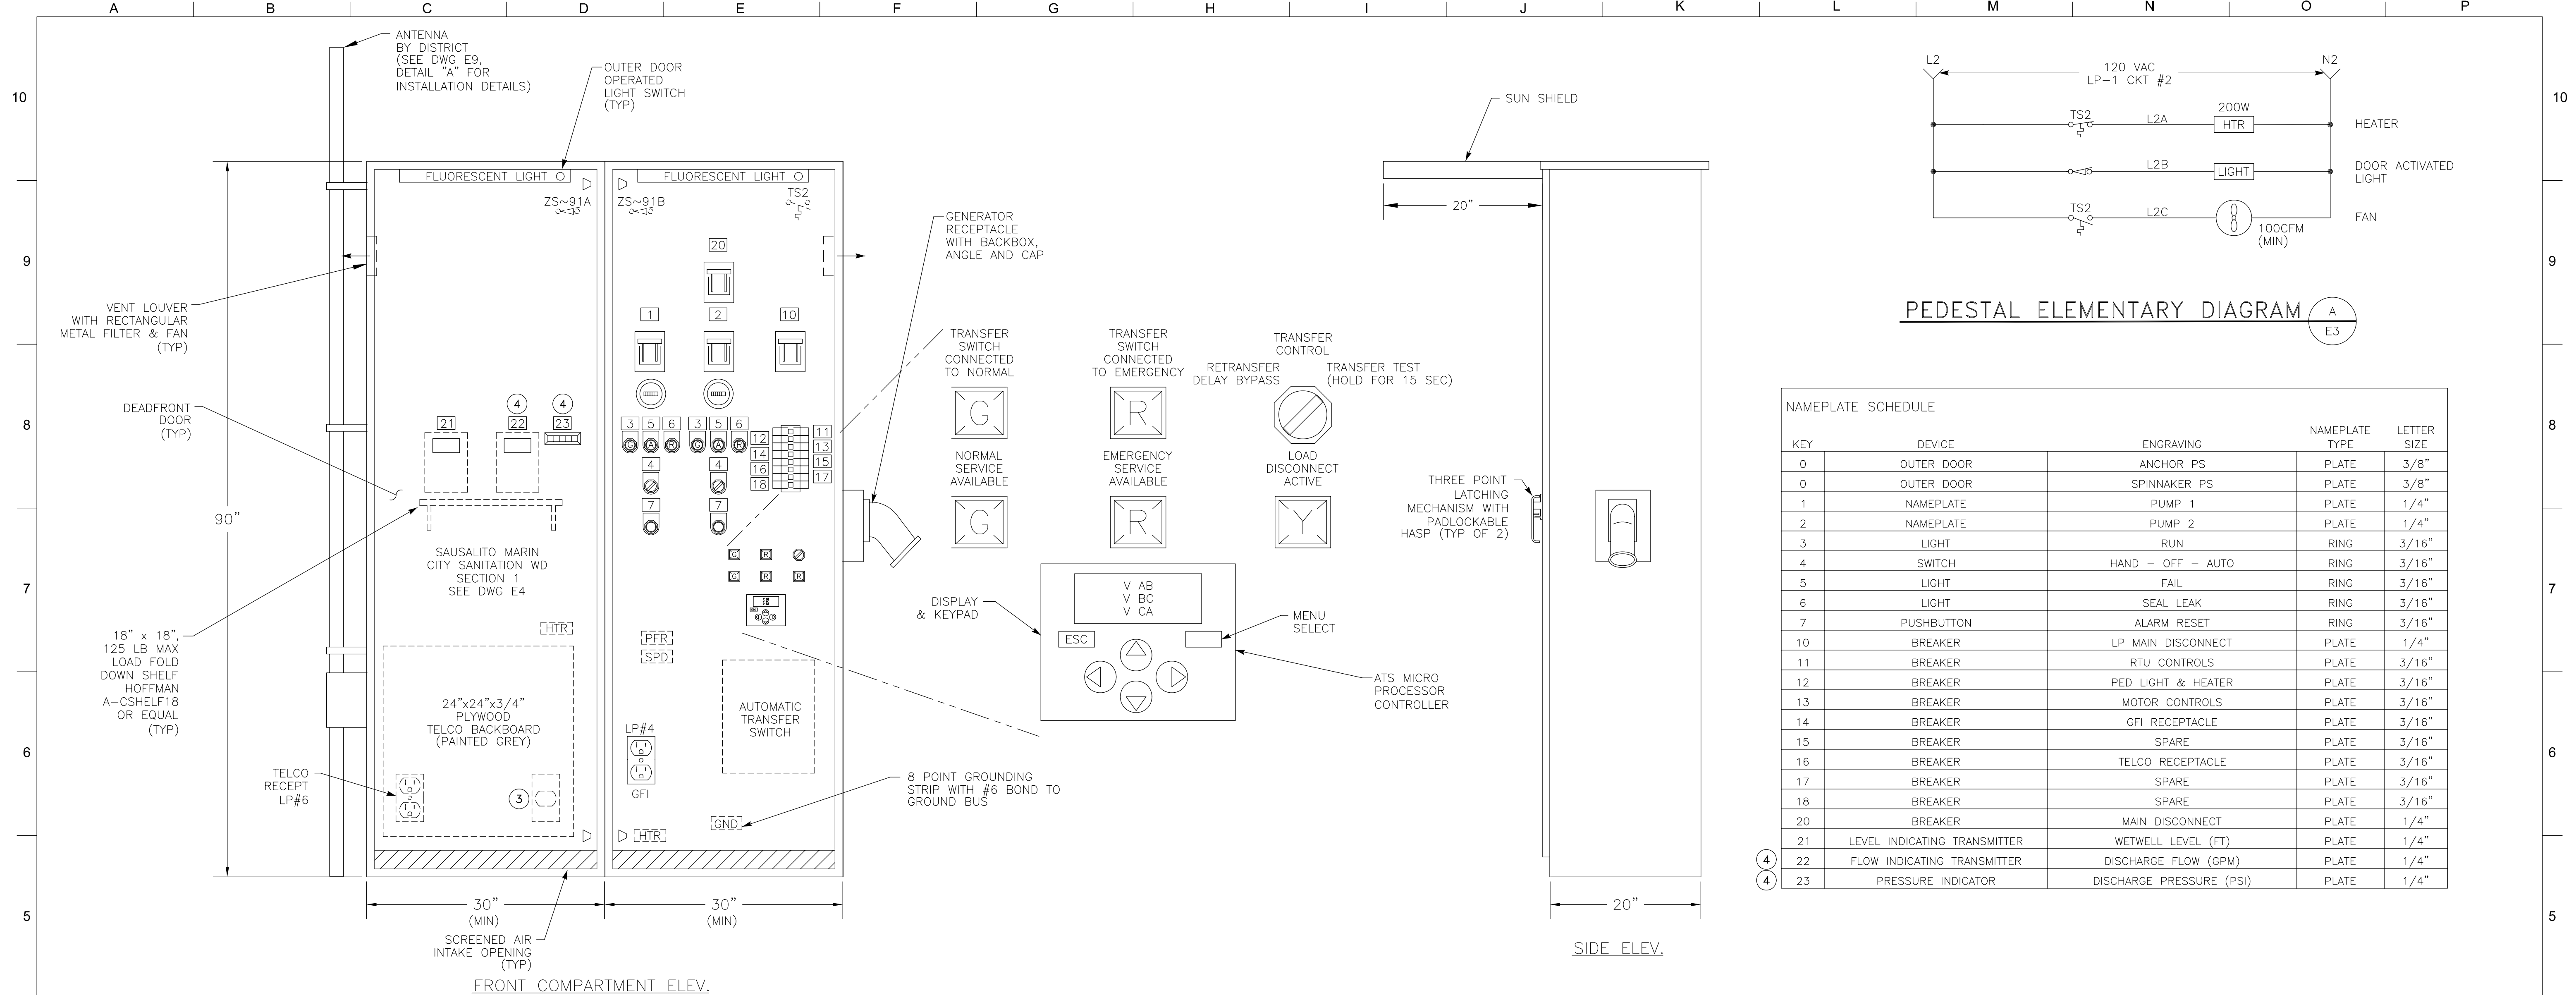 A B C D E F G H I J K L M N O P
10
9
8
7
6
5
10
9
8
7
6
5
ANTENNA
BY DISTRICT
(SEE DWG E9,
DETAIL "A" FOR
INSTALLATION DETAILS)
OUTER DOOR
OPERATED
LIGHT SWITCH
(TYP)
FLUORESCENT LIGHT
FLUORESCENT LIGHT
ZS~91A
ZS~91B
TS2
GENERATOR
RECEPTACLE
WITH BACKBOX,
ANGLE AND CAP
VENT LOUVER
WITH RECTANGULAR
METAL FILTER & FAN
(TYP)
DEADFRONT
DOOR
(TYP)
90"
18" x 18",
125 LB MAX
LOAD FOLD
DOWN SHELF
HOFFMAN
A-CSHELF18
OR EQUAL
(TYP)
TELCO
RECEPT
LP#6
20
1 2 10
4 4
21 22 23
3 5 6 3 5 6
G A R G A R
4 4
7 7
12
14
16
18
11
13
15
17
G R
G R R
SAUSALITO MARIN
CITY SANITATION WD
SECTION 1
SEE DWG E4
HTR
PFR
SPD
24"x24"x3/4"
PLYWOOD
TELCO BACKBOARD
(PAINTED GREY)
3
LP#4
GFI
AUTOMATIC
TRANSFER
SWITCH
GND
HTR
8 POINT GROUNDING
STRIP WITH #6 BOND TO
GROUND BUS
30"
(MIN)
30"
(MIN)
SCREENED AIR
INTAKE OPENING
(TYP)
FRONT COMPARTMENT ELEV.
TRANSFER
SWITCH
CONNECTED
TO NORMAL
G
TRANSFER
SWITCH
CONNECTED
TO EMERGENCY
R
TRANSFER
CONTROL
RETRANSFER
DELAY BYPASS
TRANSFER TEST
(HOLD FOR 15 SEC)
NORMAL
SERVICE
AVAILABLE
G
EMERGENCY
SERVICE
AVAILABLE
R
LOAD
DISCONNECT
ACTIVE
Y
DISPLAY
& KEYPAD
V AB
V BC
V CA
ESC
MENU
SELECT
ATS MICRO
PROCESSOR
CONTROLLER
SUN SHIELD
20"
THREE POINT
LATCHING
MECHANISM WITH
PADLOCKABLE
HASP (TYP OF 2)
20"
SIDE ELEV.
L2 N2
120 VAC
LP-1 CKT #2
TS2 L2A 200W HTR HEATER
L2B LIGHT DOOR ACTIVATED
LIGHT
TS2 L2C FAN
100CFM
(MIN)
PEDESTAL ELEMENTARY DIAGRAM A
E3
NAMEPLATE SCHEDULE
KEY DEVICE ENGRAVING NAMEPLATE TYPE LETTER SIZE
0 OUTER DOOR ANCHOR PS PLATE 3/8"
0 OUTER DOOR SPINNAKER PS PLATE 3/8"
1 NAMEPLATE PUMP 1 PLATE 1/4"
2 NAMEPLATE PUMP 2 PLATE 1/4"
3 LIGHT RUN RING 3/16"
4 SWITCH HAND - OFF - AUTO RING 3/16"
5 LIGHT FAIL RING 3/16"
6 LIGHT SEAL LEAK RING 3/16"
7 PUSHBUTTON ALARM RESET RING 3/16"
10 BREAKER LP MAIN DISCONNECT PLATE 1/4"
11 BREAKER RTU CONTROLS PLATE 3/16"
12 BREAKER PED LIGHT & HEATER PLATE 3/16"
13 BREAKER MOTOR CONTROLS PLATE 3/16"
14 BREAKER GFI RECEPTACLE PLATE 3/16"
15 BREAKER SPARE PLATE 3/16"
16 BREAKER TELCO RECEPTACLE PLATE 3/16"
17 BREAKER SPARE PLATE 3/16"
18 BREAKER SPARE PLATE 3/16"
20 BREAKER MAIN DISCONNECT PLATE 1/4"
21 LEVEL INDICATING TRANSMITTER WETWELL LEVEL (FT) PLATE 1/4"
4 22 FLOW INDICATING TRANSMITTER DISCHARGE FLOW (GPM) PLATE 1/4"
4 23 PRESSURE INDICATOR DISCHARGE PRESSURE (PSI) PLATE 1/4"